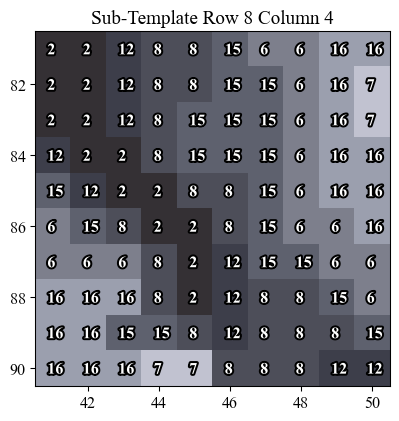 Sub-Template Row 8 Column 4
2 2 12 8 8 15 6 6 16 16
82 2 2 12 8 8 15 15 6 16 7
2 2 12 8 15 15 15 6 16 7
84 12 2 2 8 15 15 15 6 16 16
15 12 2 2 8 8 15 6 16 16
86 6 15 8 2 2 8 15 6 6 16
6 6 6 8 2 12 15 15 6 6
88 16 16 16 8 2 12 8 8 15 6
16 16 15 15 8 12 8 8 8 15
90 16 16 16 7 7 8 8 8 12 12
42 44 46 48 50